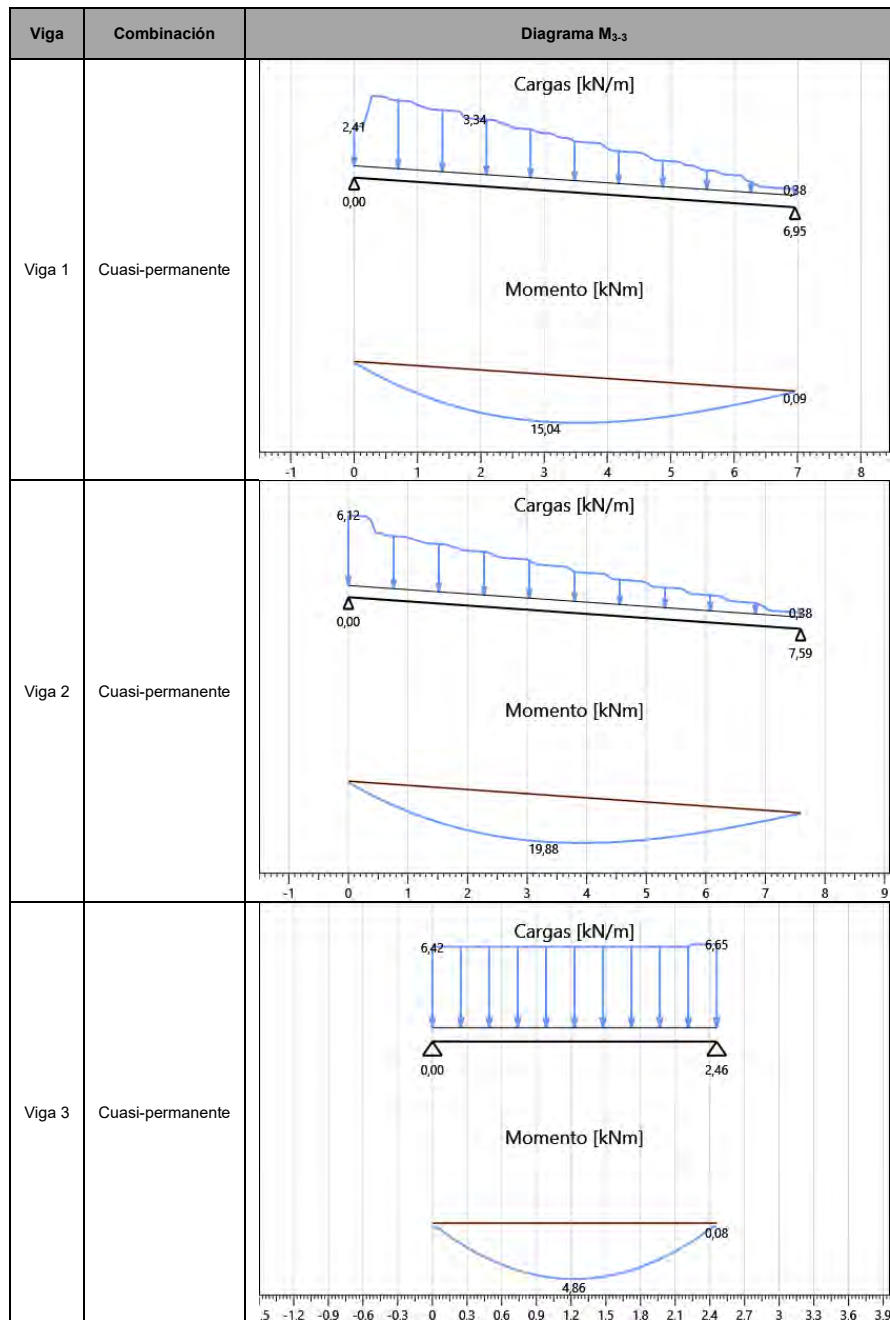 Viga Combinación Diagrama M3-3
Cargas [kN/m]
2,41
3,34
0,38
0,00
6,95
Viga 1 Cuasi-permanente
Momento [kNm]
0,09
15,04
-1 0 1 2 3 4 5 6 7 8
Cargas [kN/m]
6,12
0,38
0,00
7,59
Viga 2 Cuasi-permanente
Momento [kNm]
19,88
-1 0 1 2 3 4 5 6 7 8 9
Cargas [kN/m]
6,42 6,65
0,00 2,46
Viga 3 Cuasi-permanente
Momento [kNm]
0,08
4,86
.5 -1.2 -0.9 -0.6 -0.3 0 0.3 0.6 0.9 1.2 1.5 1.8 2.1 2.4 2.7 3 3.3 3.6 3.9